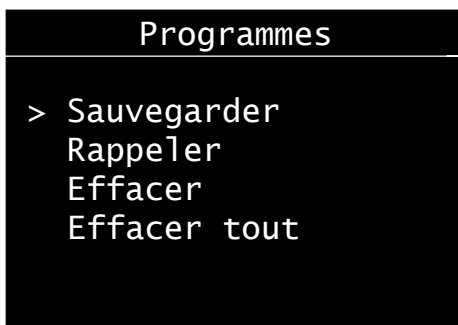 Programmes
> Sauvegarder
Rappeler
Effacer
Effacer tout